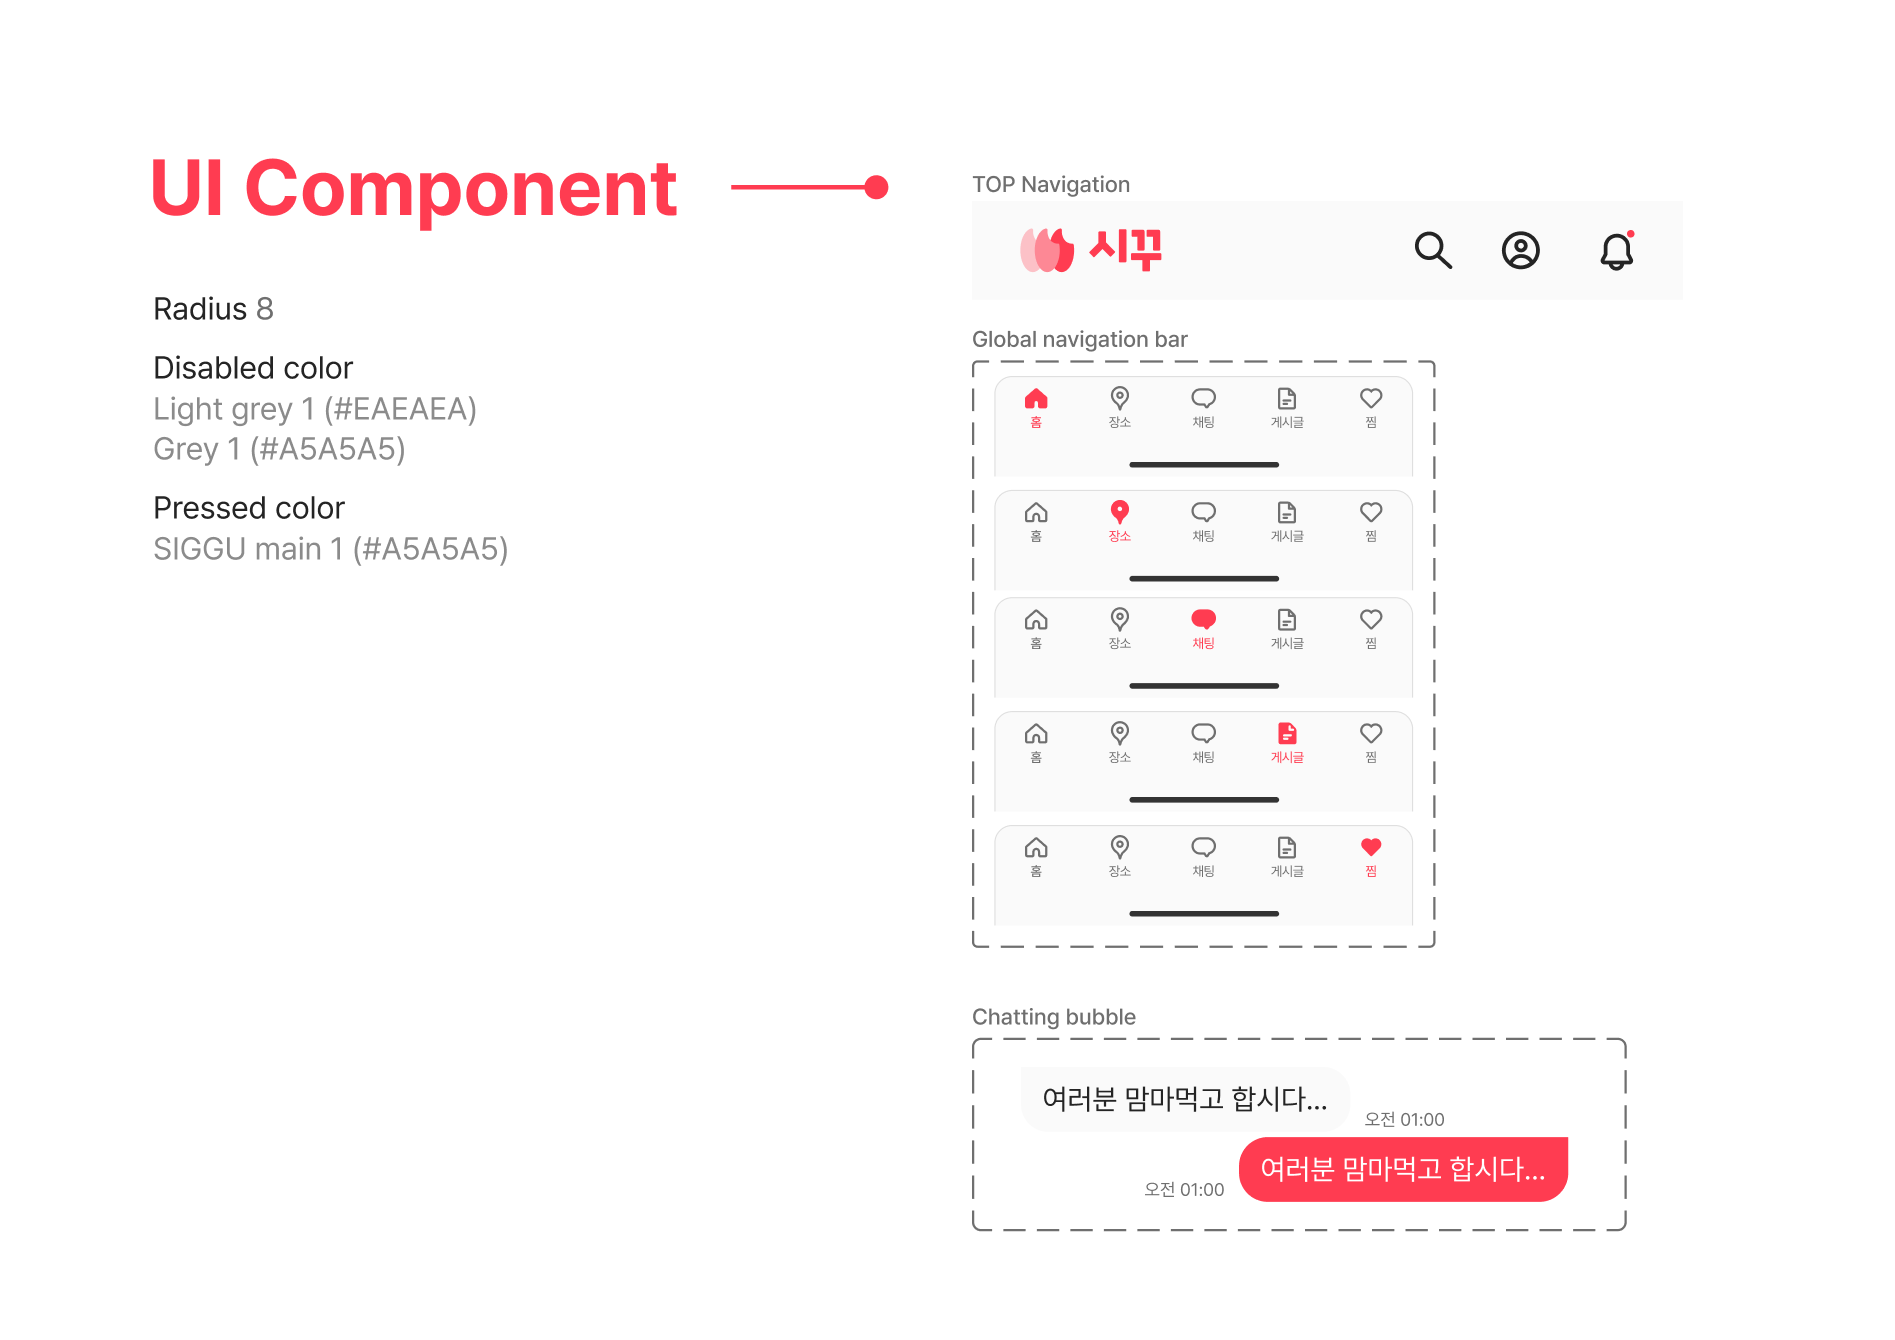 UI Component
Radius 8
Disabled color
Light grey 1 (#EAEAEA)
Grey 1 (#A5A5A5)
Pressed color
SIGGU main 1 (#A5A5A5)
TOP Navigation
시꾸
Global navigation bar
홈 장소 채팅 게시글 찜
홈 장소 채팅 게시글 찜
홈 장소 채팅 게시글 찜
홈 장소 채팅 게시글 찜
홈 장소 채팅 게시글 찜
Chatting bubble
여러분 맘마먹고 합시다...
오전 01:00
여러분 맘마먹고 합시다...
오전 01:00